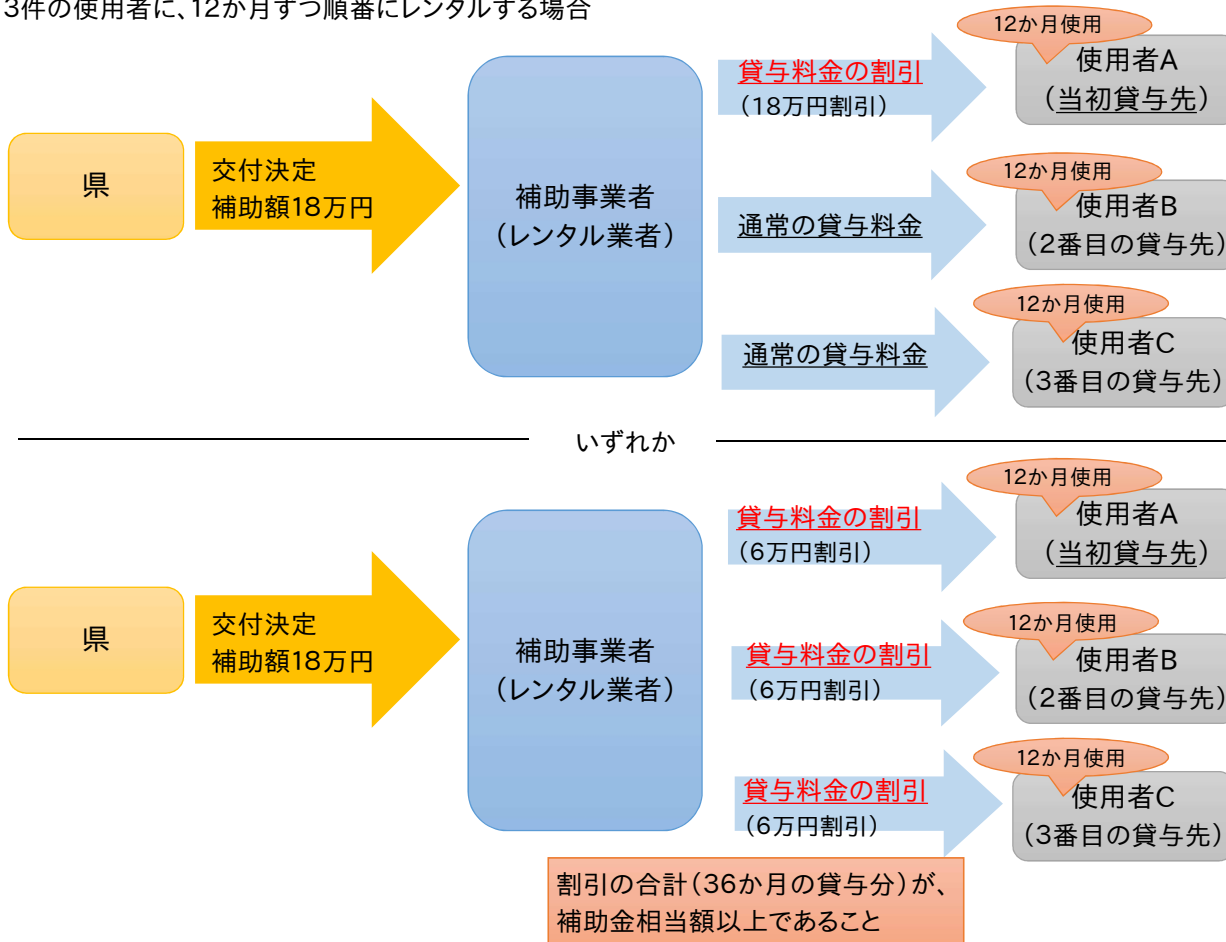 3件の使用者に、12か月ずつ順番にレンタルする場合
県
交付決定
補助額18万円
補助事業者
(レンタル業者)
貸与料金の割引
(18万円割引)
12か月使用
使用者A
(当初貸与先)
通常の貸与料金
12か月使用
使用者B
(2番目の貸与先)
通常の貸与料金
12か月使用
使用者C
(3番目の貸与先)
いずれか
県
交付決定
補助額18万円
補助事業者
(レンタル業者)
貸与料金の割引
(6万円割引)
12か月使用
使用者A
(当初貸与先)
貸与料金の割引
(6万円割引)
12か月使用
使用者B
(2番目の貸与先)
貸与料金の割引
(6万円割引)
12か月使用
使用者C
(3番目の貸与先)
割引の合計(36か月の貸与分)が、
補助金相当額以上であること